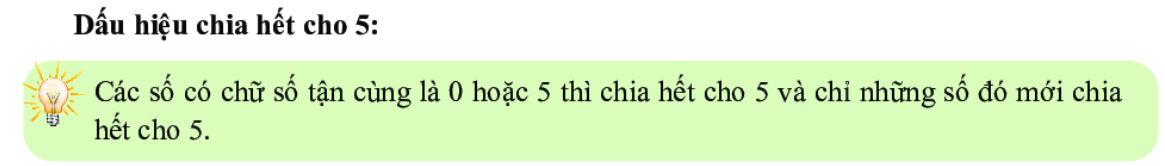 Dấu hiệu chia hết cho 5:
Các số có chữ số tận cùng là 0 hoặc 5 thì chia hết cho 5 và chỉ những số đó mới chia
hết cho 5.